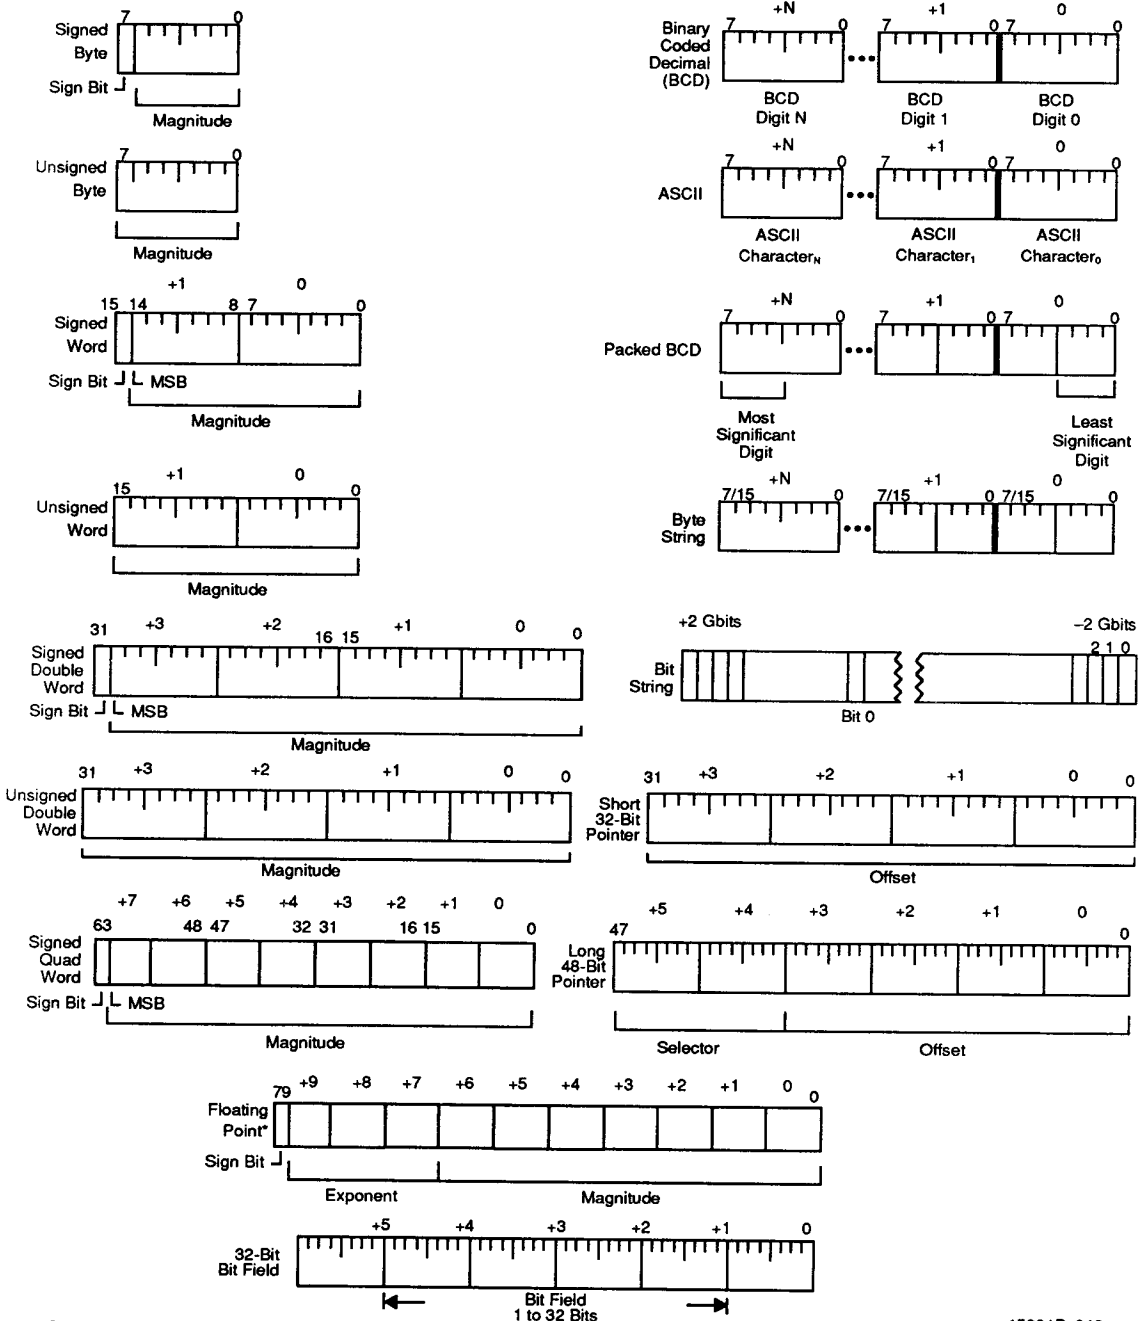 7 0
Signed
Byte
Sign Bit
Magnitude
7 0
Unsigned
Byte
Magnitude
+1 0
15 14 8 7 0
Signed
Word
Sign Bit MSB
Magnitude
+1 0
15 0
Unsigned
Word
Magnitude
+3 +2 +1 0
31 16 15 0
Signed
Double
Word
Sign Bit MSB
Magnitude
31 +3 +2 +1 0 0
Unsigned
Double
Word
Magnitude
+7 +6 +5 +4 +3 +2 +1 0
63 48 47 32 31 16 15 0
Signed
Quad
Word
Sign Bit MSB
Magnitude
+N +1 0
7 0 7 0 7 0
Binary
Coded
Decimal
(BCD)
BCD BCD BCD
Digit N Digit 1 Digit 0
+N +1 0
7 0 7 0 7 0
ASCII
ASCII ASCII ASCII
CharacterN Character1 Character0
+N +1 0
7 0 7 0 7 0
Packed BCD
Most
Significant
Digit
Least
Significant
Digit
+N +1 0
7/15 0 7/15 0 7/15 0
Byte
String
+2 Gbits –2 Gbits
2 1 0
Bit
String
Bit 0
31 +3 +2 +1 0 0
Short
32-Bit
Pointer
Offset
+5 +4 +3 +2 +1 0
47 0
Long
48-Bit
Pointer
Selector Offset
+9 +8 +7 +6 +5 +4 +3 +2 +1 0
79 0
Floating
Point*
Sign Bit
Exponent Magnitude
+5 +4 +3 +2 +1 0
32-Bit
Bit Field
Bit Field
1 to 32 Bits